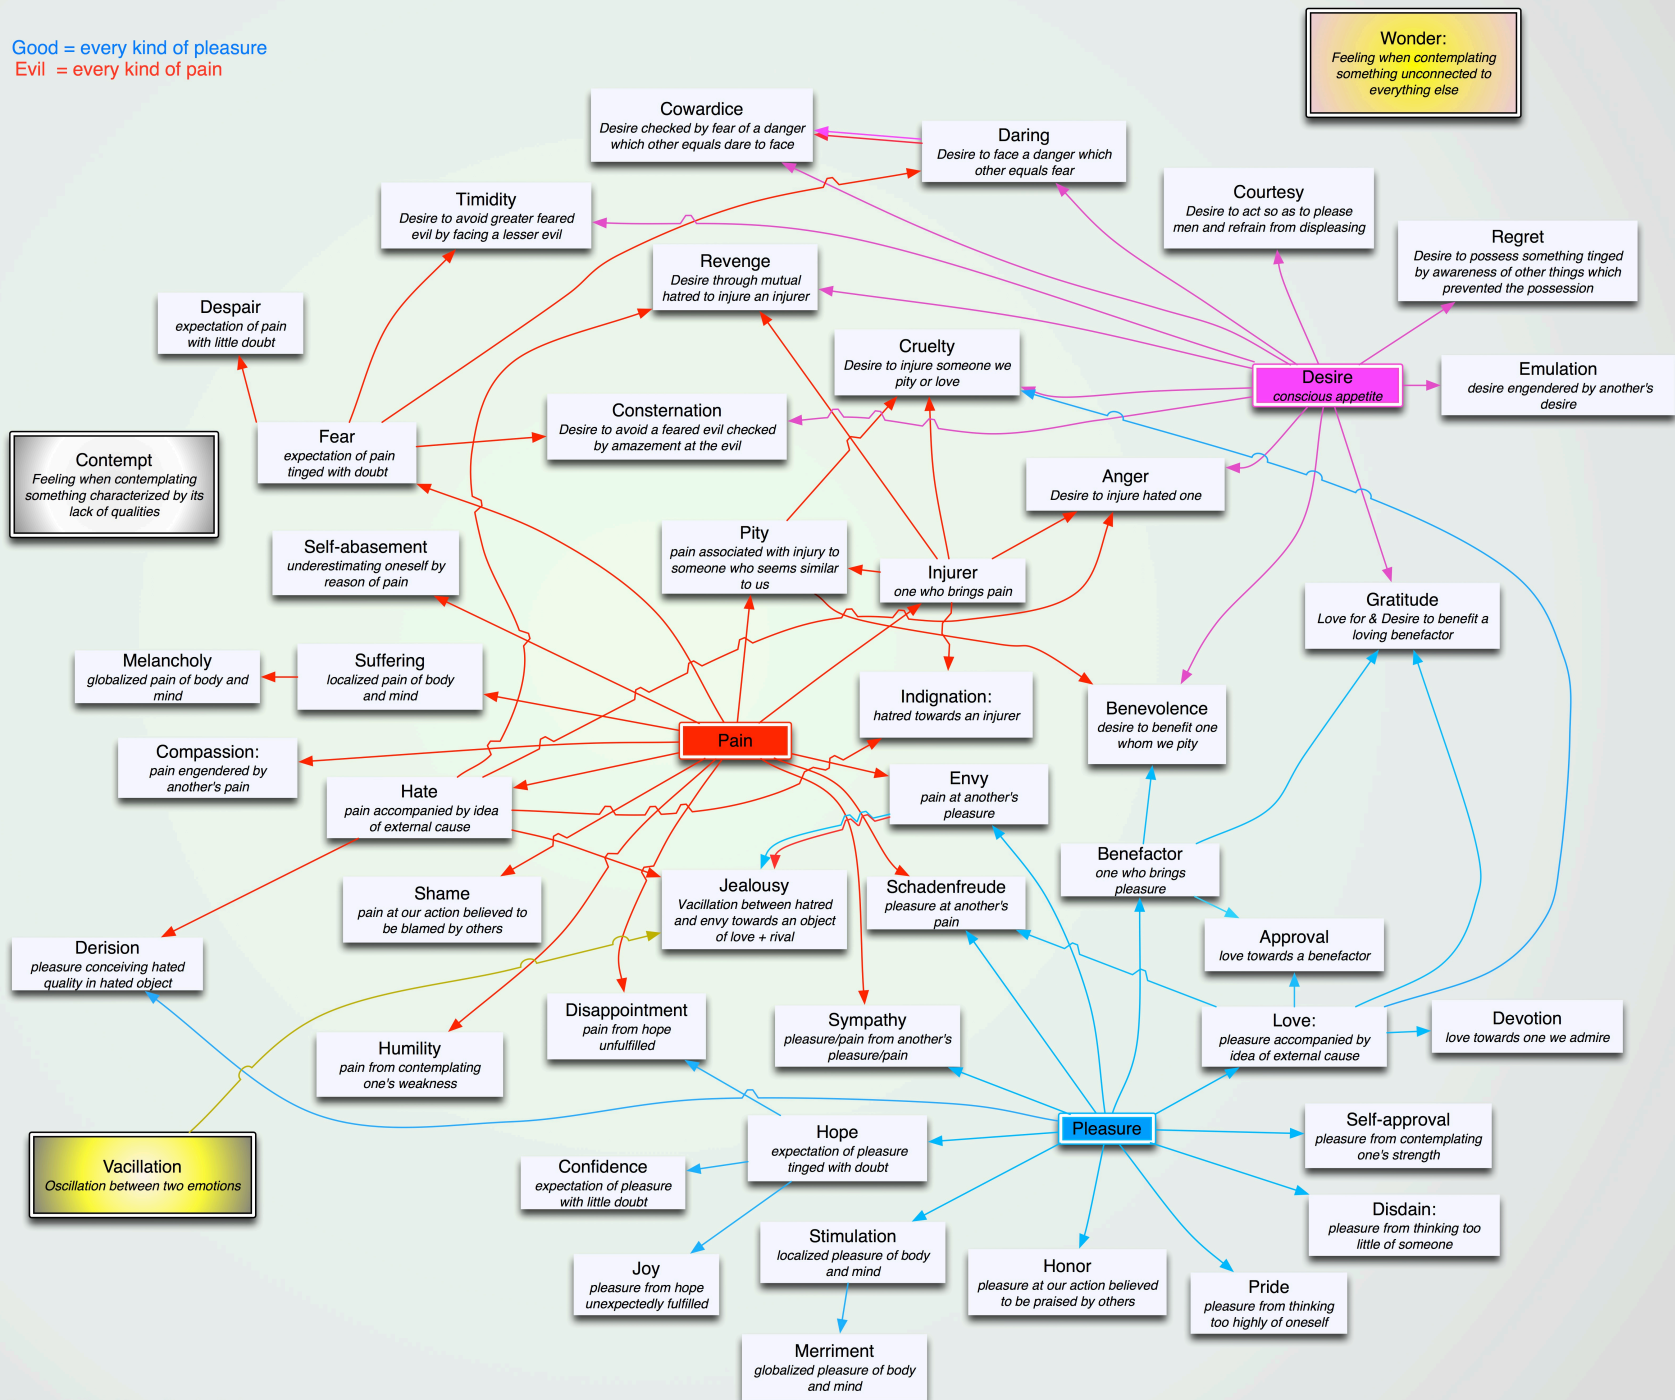 Good = every kind of pleasure
Evil = every kind of pain
Wonder:
Feeling when contemplating
something unconnected to
everything else
Cowardice
Desire checked by fear of a danger
which other equals dare to face
Daring
Desire to face a danger which
other equals fear
Courtesy
Desire to act so as to please
men and refrain from displeasing
Timidity
Desire to avoid greater feared
evil by facing a lesser evil
Regret
Desire to possess something tinged
by awareness of other things which
prevented the possession
Revenge
Desire through mutual
hatred to injure an injurer
Despair
expectation of pain
with little doubt
Cruelty
Desire to injure someone we
pity or love
Desire
conscious appetite
Emulation
desire engendered by another's
desire
Consternation
Desire to avoid a feared evil checked
by amazement at the evil
Fear
expectation of pain
tinged with doubt
Contempt
Feeling when contemplating
something characterized by its
lack of qualities
Anger
Desire to injure hated one
Self-abasement
underestimating oneself by
reason of pain
Pity
pain associated with injury to
someone who seems similar
to us
Injurer
one who brings pain
Gratitude
Love for & Desire to benefit a
loving benefactor
Melancholy
globalized pain of body and
mind
Suffering
localized pain of body
and mind
Indignation:
hatred towards an injurer
Benevolence
desire to benefit one
whom we pity
Pain
Compassion:
pain engendered by
another's pain
Hate
pain accompanied by idea
of external cause
Envy
pain at another's
pleasure
Benefactor
one who brings
pleasure
Shame
pain at our action believed to
be blamed by others
Jealousy
Vacillation between hatred
and envy towards an object
of love + rival
Schadenfreude
pleasure at another's
pain
Approval
love towards a benefactor
Derision
pleasure conceiving hated
quality in hated object
Disappointment
pain from hope
unfulfilled
Sympathy
pleasure/pain from another's
pleasure/pain
Love:
pleasure accompanied by
idea of external cause
Devotion
love towards one we admire
Humility
pain from contemplating
one's weakness
Pleasure
Self-approval
pleasure from contemplating
one's strength
Hope
expectation of pleasure
tinged with doubt
Vacillation
Oscillation between two emotions
Confidence
expectation of pleasure
with little doubt
Disdain:
pleasure from thinking too
little of someone
Stimulation
localized pleasure of body
and mind
Joy
pleasure from hope
unexpectedly fulfilled
Honor
pleasure at our action believed
to be praised by others
Pride
pleasure from thinking
too highly of oneself
Merriment
globalized pleasure of body
and mind